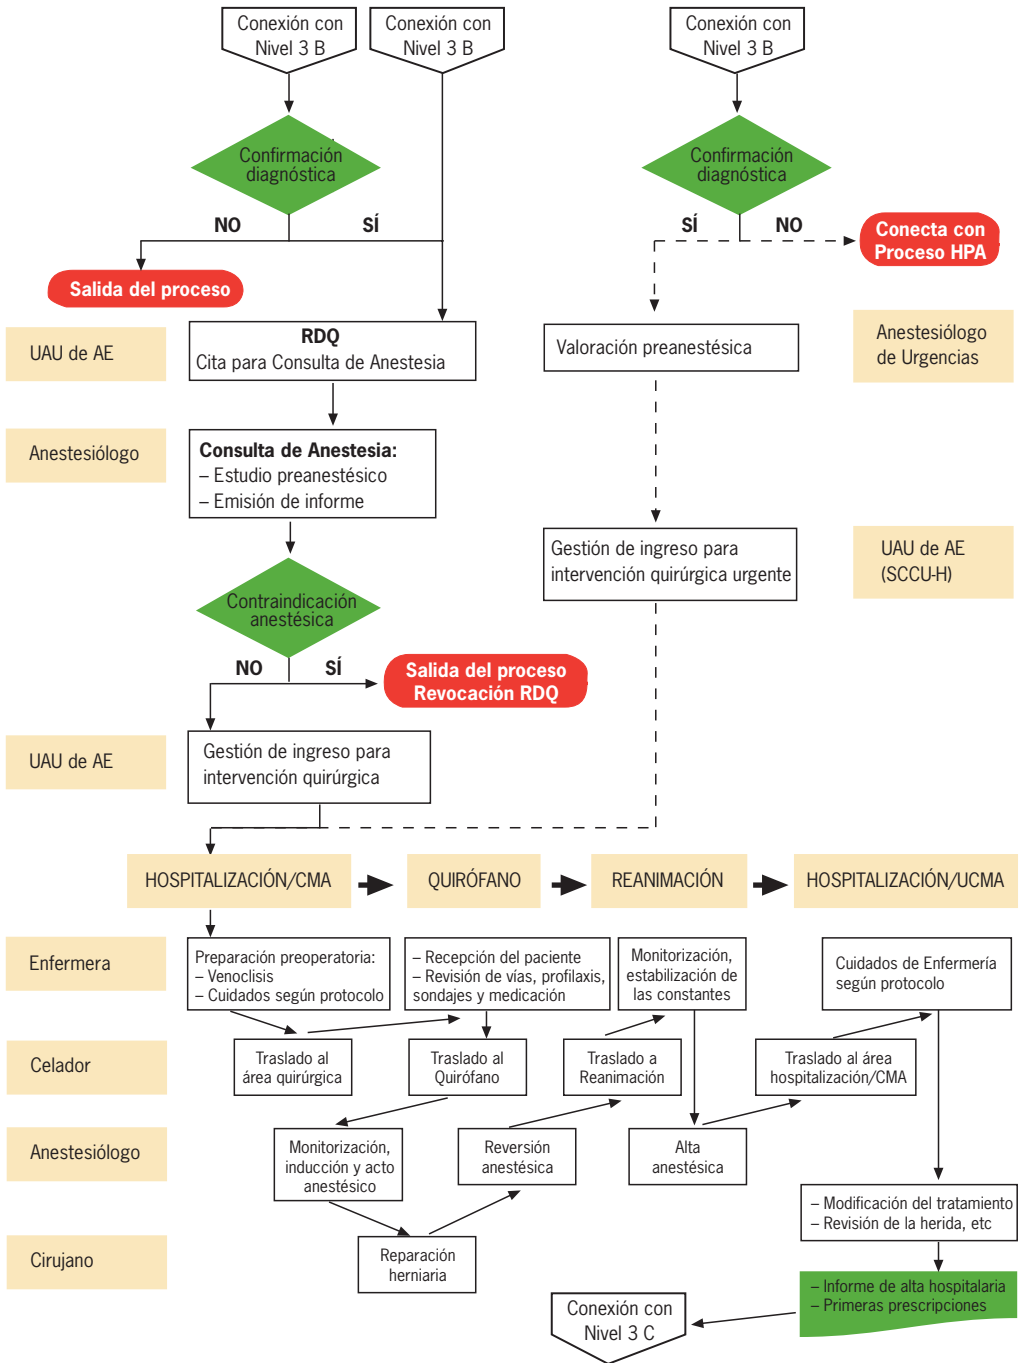 Conexión con
Nivel 3 B
Conexión con
Nivel 3 B
Conexión con
Nivel 3 B
Confirmación
diagnóstica
Confirmación
diagnóstica
NO
SÍ
SÍ
NO
Conecta con
Proceso HPA
Salida del proceso
UAU de AE
RDQ
Cita para Consulta de Anestesia
Valoración preanestésica
Anestesiólogo
de Urgencias
Anestesiólogo
Consulta de Anestesia:
– Estudio preanestésico
– Emisión de informe
Gestión de ingreso para
intervención quirúrgica urgente
UAU de AE
(SCCU-H)
Contraindicación
anestésica
NO
SÍ
Salida del proceso
Revocación RDQ
UAU de AE
Gestión de ingreso para
intervención quirúrgica
HOSPITALIZACIÓN/CMA
QUIRÓFANO
REANIMACIÓN
HOSPITALIZACIÓN/UCMA
Enfermera
Preparación preoperatoria:
– Venoclisis
– Cuidados según protocolo
– Recepción del paciente
– Revisión de vías, profilaxis,
sondajes y medicación
Monitorización,
estabilización de
las constantes
Cuidados de Enfermería
según protocolo
Celador
Traslado al
área quirúrgica
Traslado al
Quirófano
Traslado a
Reanimación
Traslado al área
hospitalización/CMA
Anestesiólogo
Monitorización,
inducción y acto
anestésico
Reversión
anestésica
Alta
anestésica
– Modificación del tratamiento
– Revisión de la herida, etc
Cirujano
Reparación
herniaria
– Informe de alta hospitalaria
– Primeras prescripciones
Conexión con
Nivel 3 C